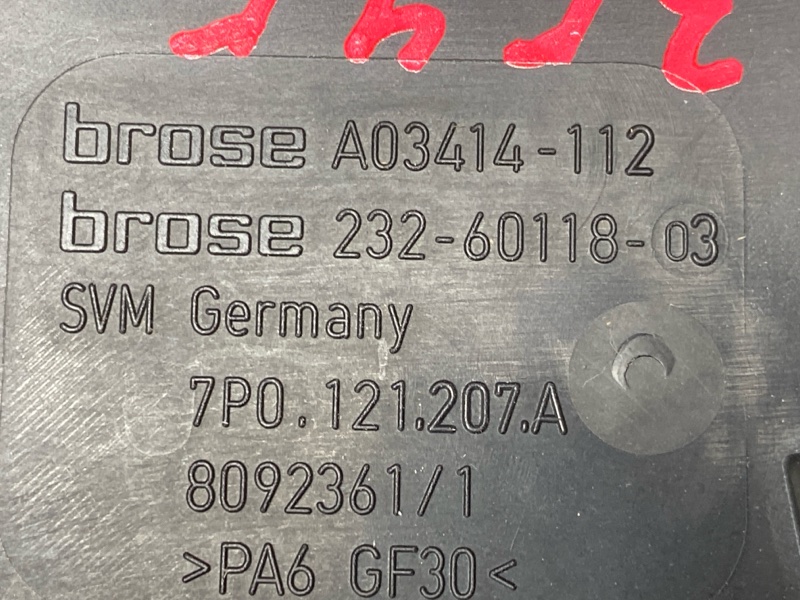 brose A03414-112
brose 232-60118-03
SVM Germany
7P0.121.207.A
8092361/1
>PA6 GF30<